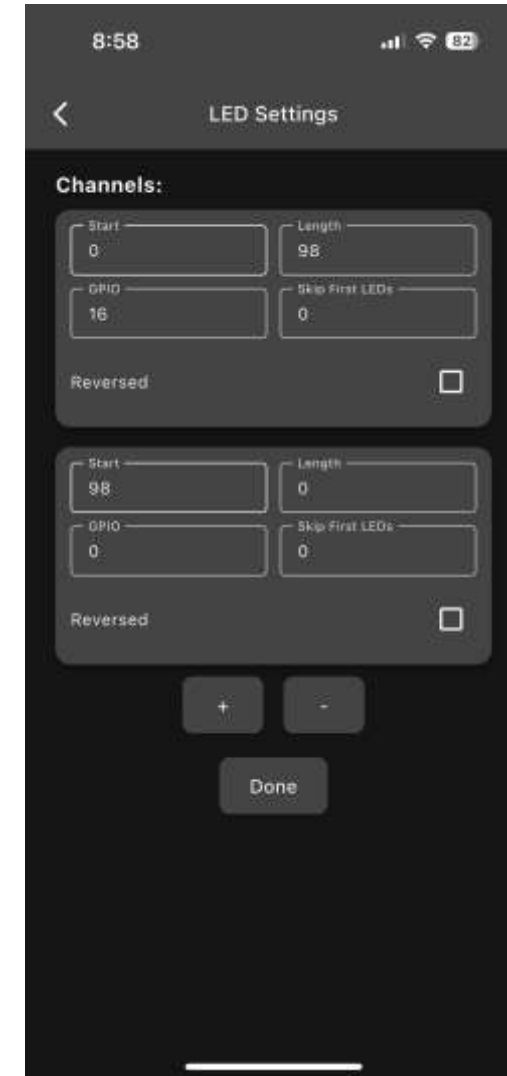 8:58 82
LED Settings
Channels:
Start Length
0 98
GPIO Skip First LEDs
16 0
Reversed
Start Length
98 0
GPIO Skip First LEDs
0 0
Reversed
+ -
Done